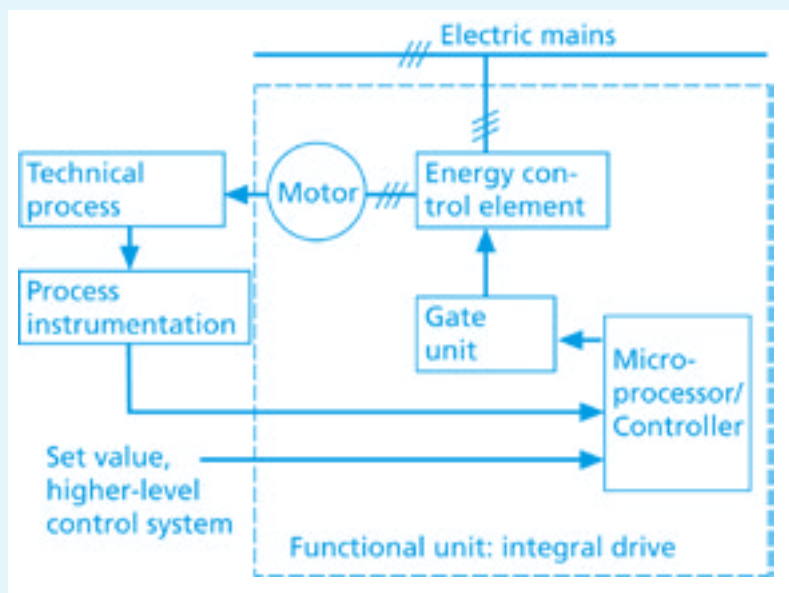 Electric mains
Technical
process
Motor
Energy con-
trol element
Process
instrumentation
Gate
unit
Micro-
processor/
Controller
Set value,
higher-level
control system
Functional unit: integral drive